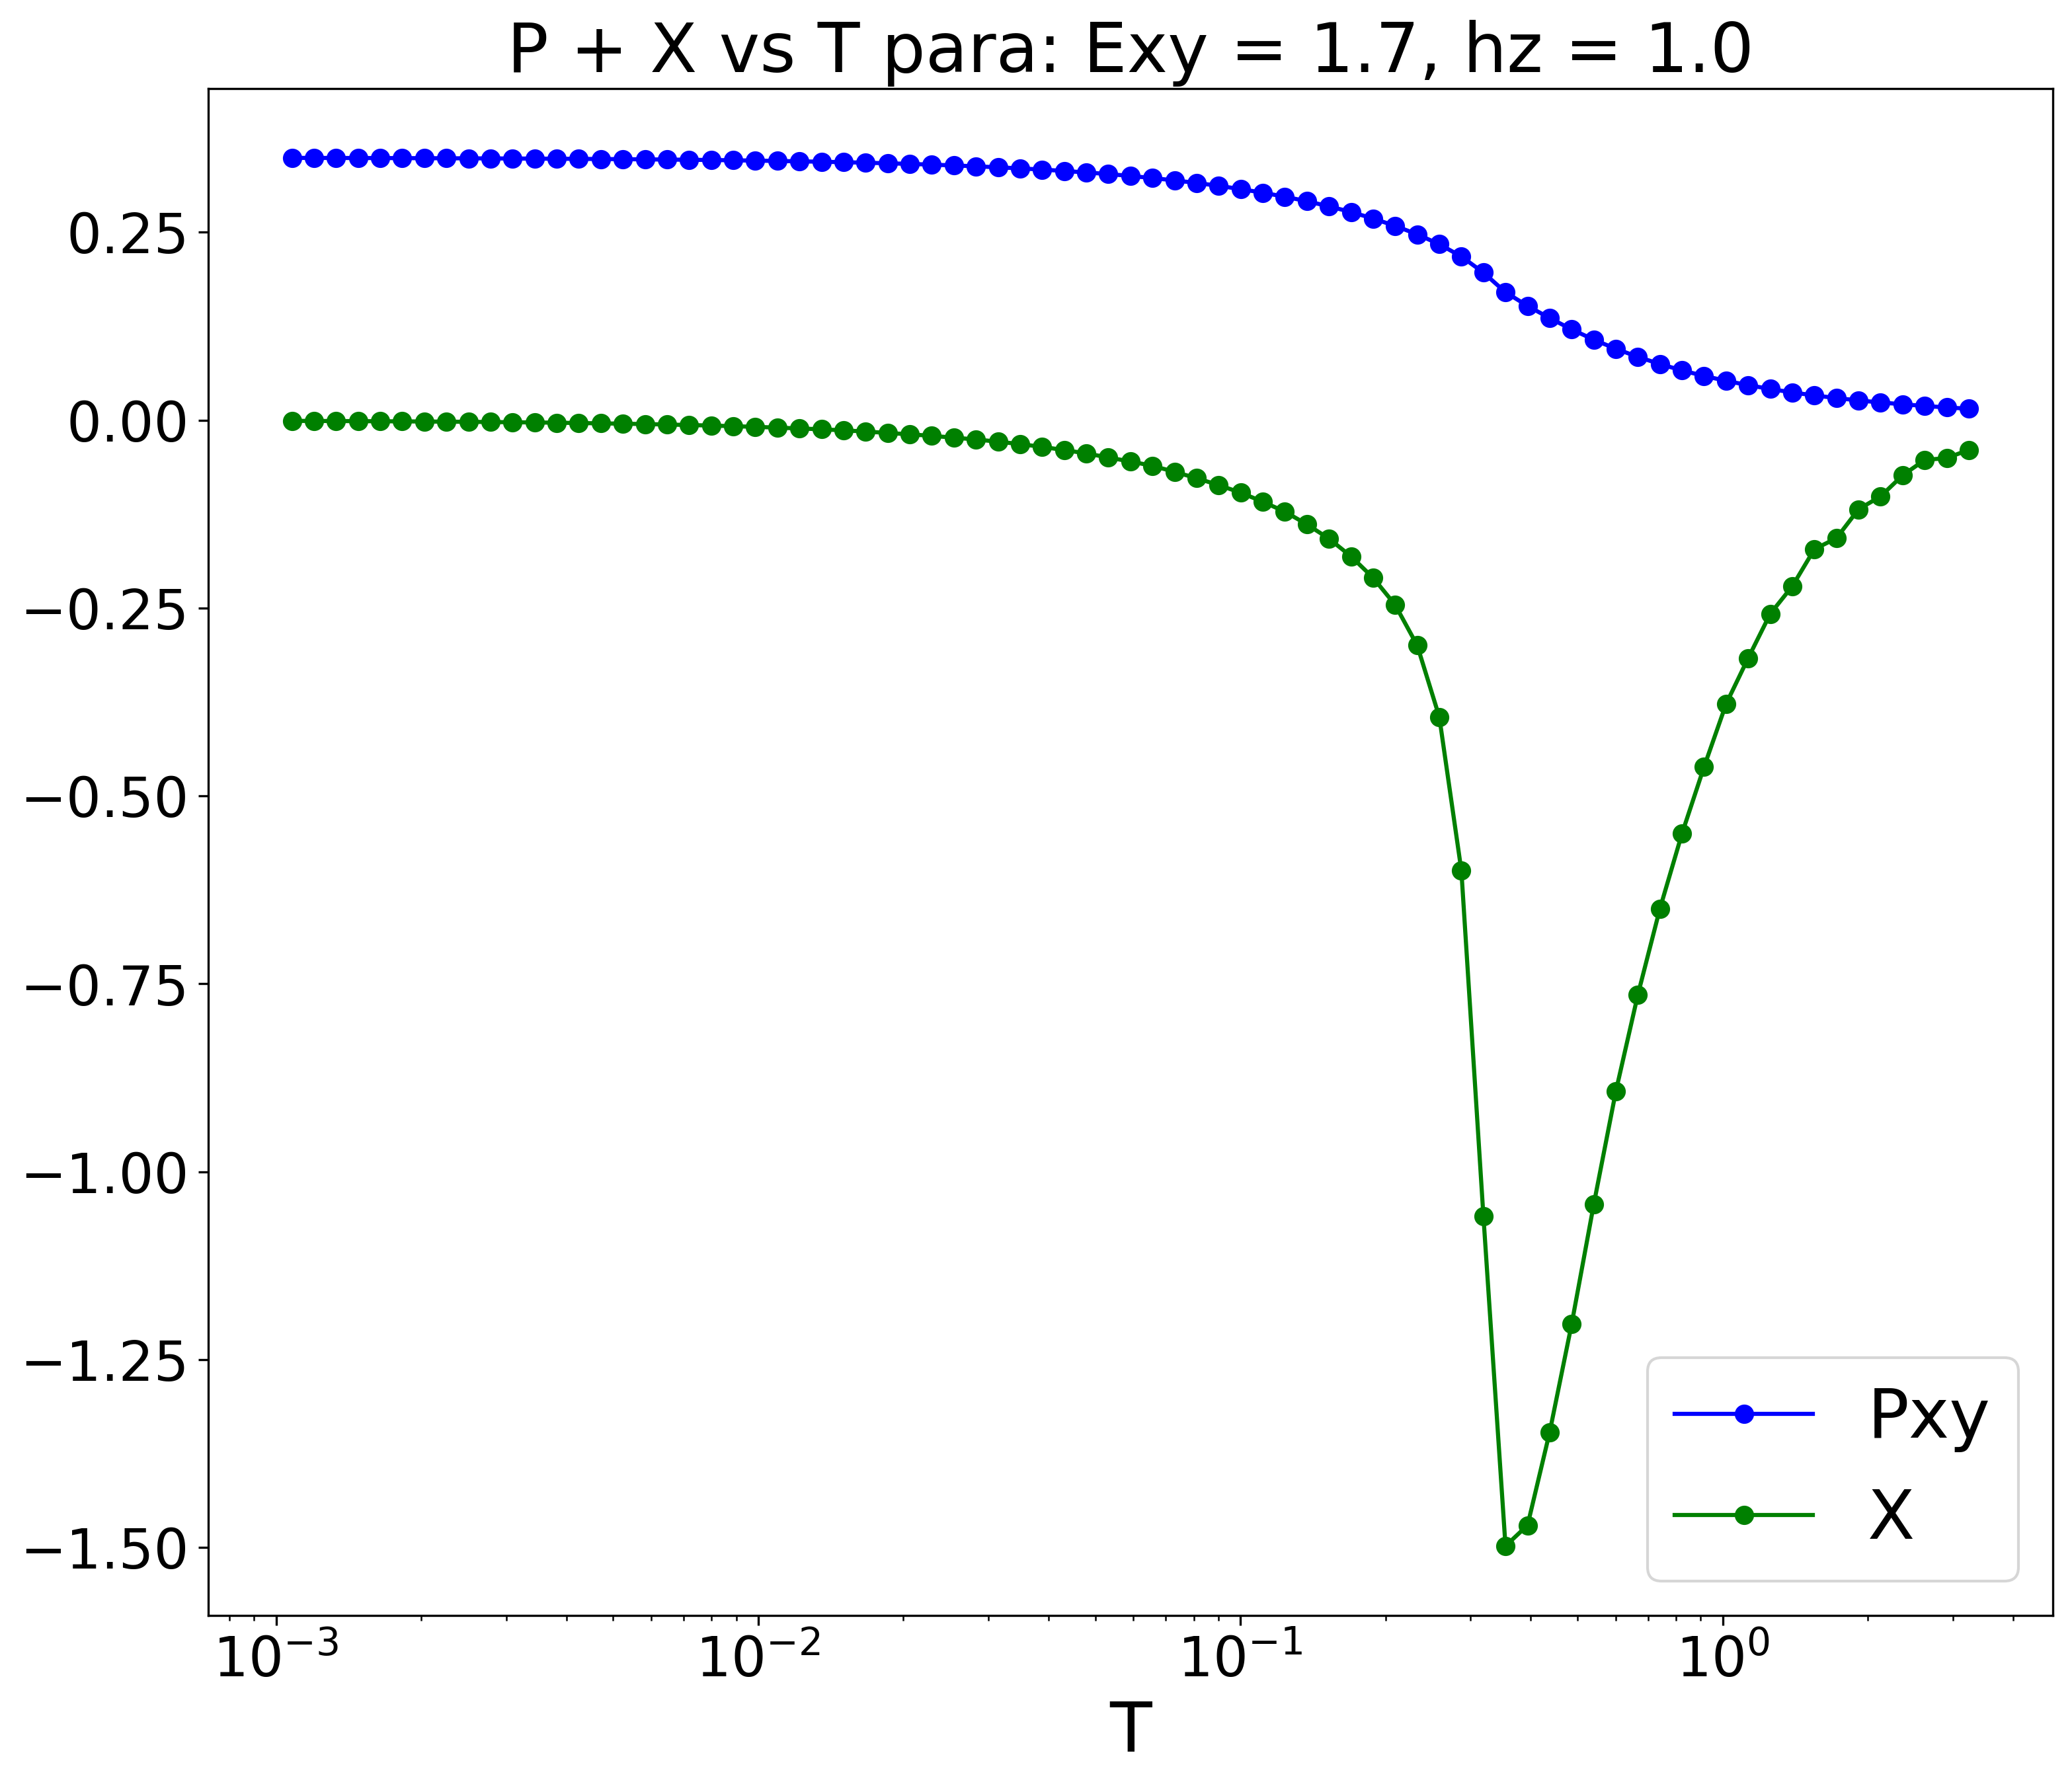 P + X vs T para: Exy = 1.7, hz = 1.0
0.25
0.00
−0.25
−0.50
−0.75
−1.00
−1.25
−1.50
Pxy
X
10⁻³ 10⁻² 10⁻¹ 10⁰
T